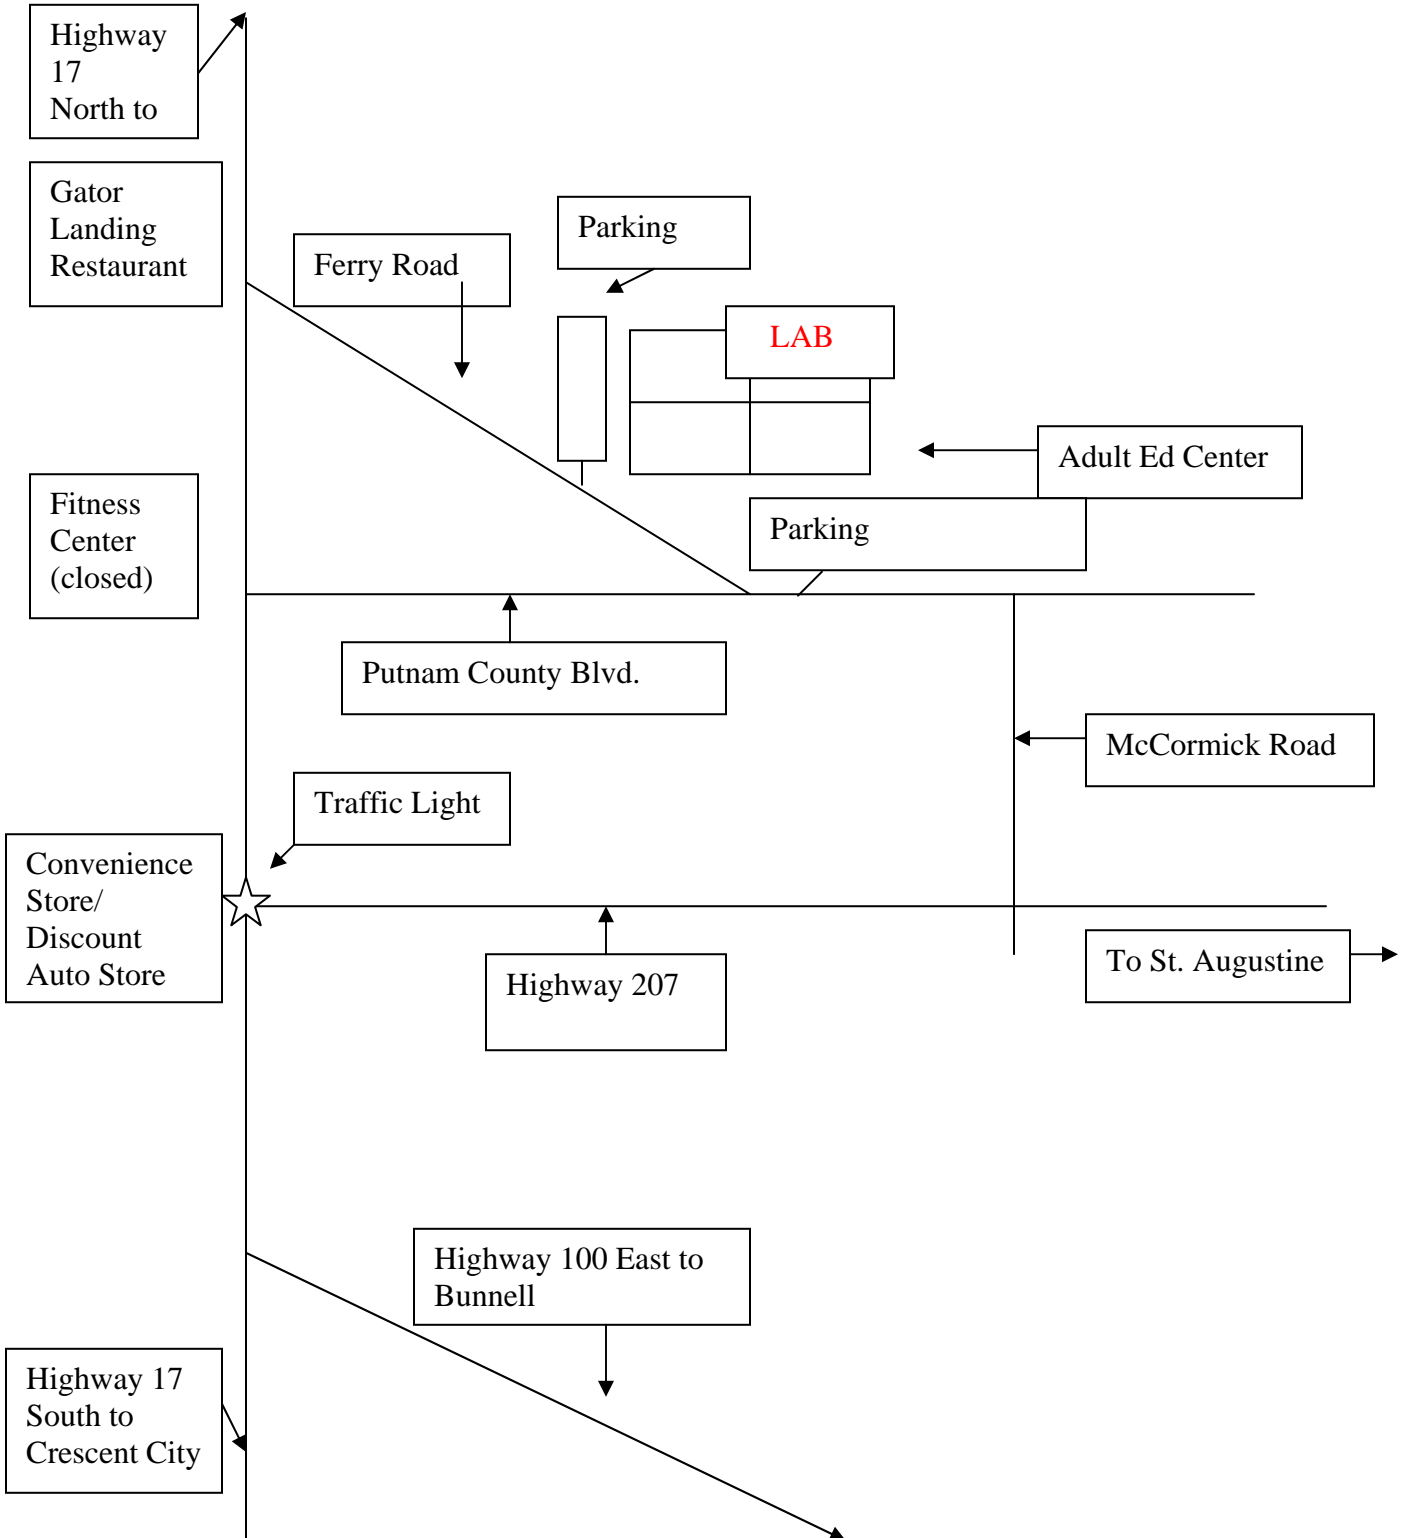 Highway
17
North to
Gator
Landing
Restaurant
Parking
Ferry Road
LAB
Adult Ed Center
Fitness
Center
(closed)
Parking
Putnam County Blvd.
McCormick Road
Traffic Light
Convenience
Store/
Discount
Auto Store
To St. Augustine
Highway 207
Highway 100 East to
Bunnell
Highway 17
South to
Crescent City